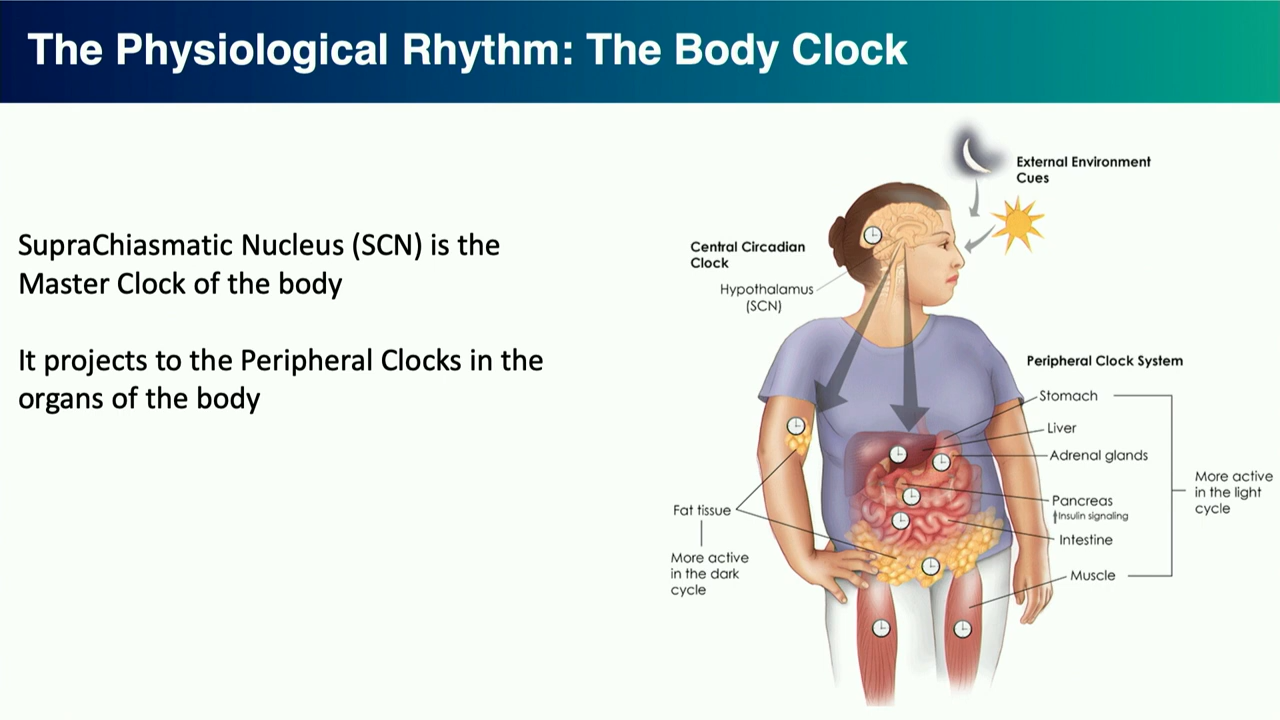 The Physiological Rhythm: The Body Clock
SupraChiasmatic Nucleus (SCN) is the
Master Clock of the body
It projects to the Peripheral Clocks in the
organs of the body
External Environment
Cues
Central Circadian
Clock
Hypothalamus
(SCN)
Peripheral Clock System
Stomach
Liver
Adrenal glands
Pancreas
Insulin signaling
Intestine
Muscle
More active
in the light
cycle
Fat tissue
More active
in the dark
cycle